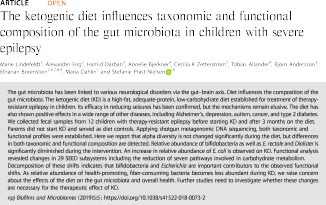 ARTICLE OPEN
The ketogenic diet influences taxonomic and functional
composition of the gut microbiota in children with severe
epilepsy
Marie Lindefeldt, Alexander Eng, Hamid Darban, Annelie Bjerkner, Cecilia K Zetterström, Tobias Allander, Björn Andersson,
Elhanan Borenstein, Maria Dahlin and Stefanie Prast-Nielsen
The gut microbiota has been linked to various neurological disorders via the gut–brain axis. Diet influences the composition of the
gut microbiota. The ketogenic diet (KD) is a high-fat, adequate-protein, low-carbohydrate diet established for treatment of therapy-
resistant epilepsy in children. Its efficacy in reducing seizures has been confirmed, but the mechanisms remain elusive. The diet has
also shown positive effects in a wide range of other diseases, including Alzheimer's, depression, autism, cancer, and type 2 diabetes.
We collected fecal samples from 12 children with therapy-resistant epilepsy before starting KD and after 3 months on the diet.
Parents did not start KD and served as diet controls. Applying shotgun metagenomic DNA sequencing, both taxonomic and
functional profiles were established. Here we report that alpha diversity is not changed significantly during the diet, but differences
in both taxonomic and functional composition are detected. Relative abundance of bifidobacteria as well as E. rectale and Dialister is
significantly diminished during the intervention. An increase in relative abundance of E. coli is observed on KD. Functional analysis
revealed changes in 29 SEED subsystems including the reduction of seven pathways involved in carbohydrate metabolism.
Decomposition of these shifts indicates that bifidobacteria and Escherichia are important contributors to the observed functional
shifts. As relative abundance of health-promoting, fiber-consuming bacteria becomes less abundant during KD, we raise concern
about the effects of the diet on the gut microbiota and overall health. Further studies need to investigate whether these changes
are necessary for the therapeutic effect of KD.
npj Biofilms and Microbiomes (2019)5:5 ; https://doi.org/10.1038/s41522-018-0073-2